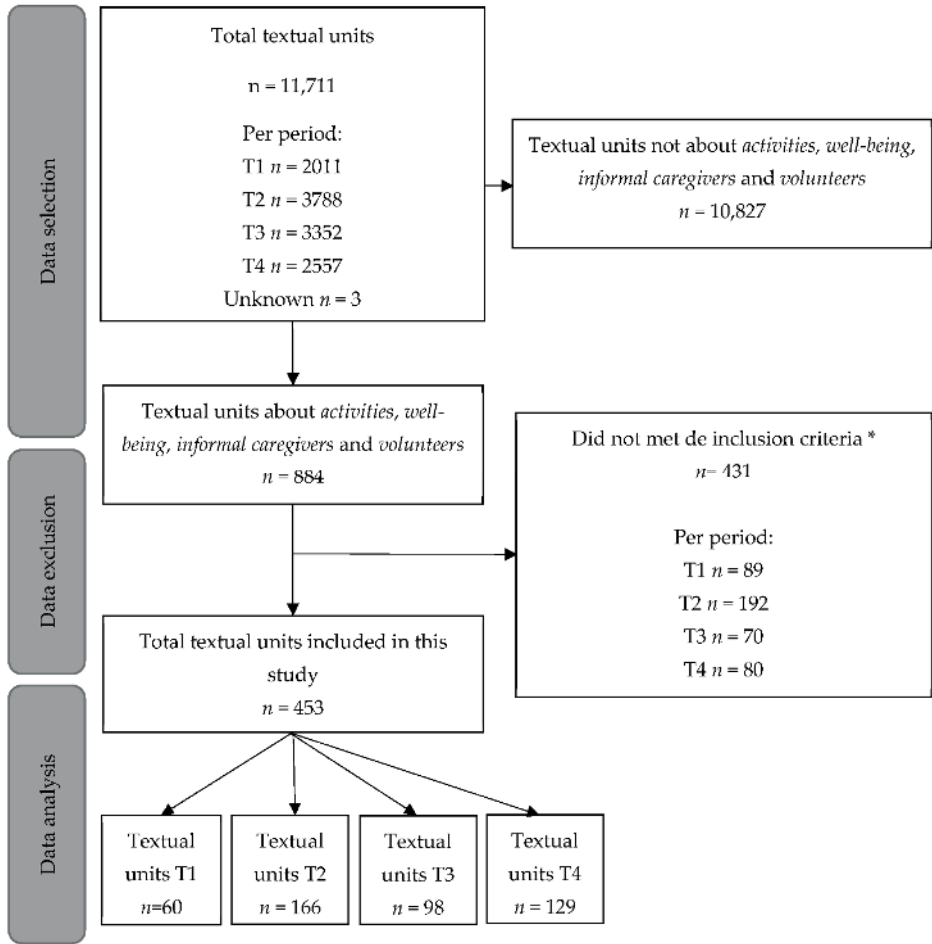 Data selection
Total textual units
n = 11,711
Per period:
T1 n = 2011
T2 n = 3788
T3 n = 3352
T4 n = 2557
Unknown n = 3
Textual units not about activities, well-being,
informal caregivers and volunteers
n = 10,827
Textual units about activities, well-
being, informal caregivers and volunteers
n = 884
Data exclusion
Did not met de inclusion criteria *
n= 431
Per period:
T1 n = 89
T2 n = 192
T3 n = 70
T4 n = 80
Total textual units included in this
study
n = 453
Data analysis
Textual
units T1
n=60
Textual
units T2
n = 166
Textual
units T3
n = 98
Textual
units T4
n = 129